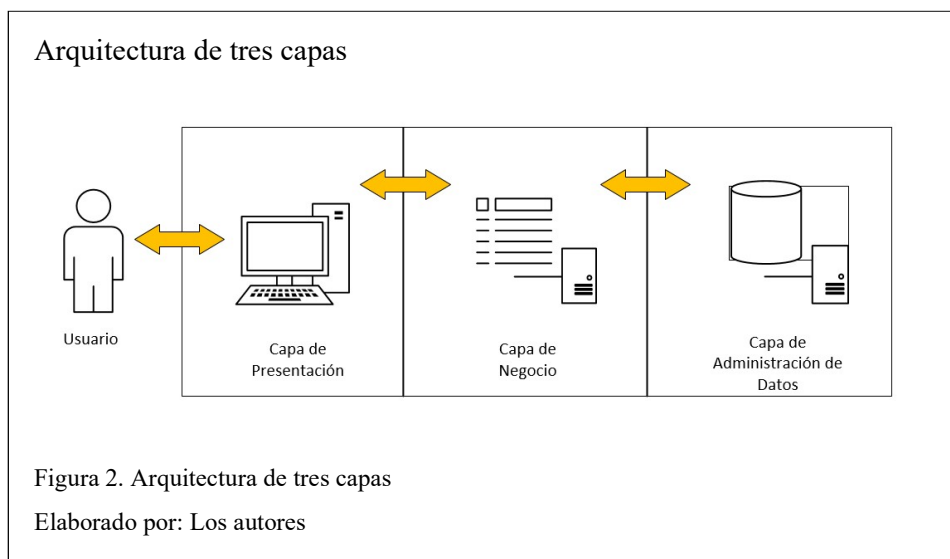 Arquitectura de tres capas
Usuario
Capa de
Presentación
Capa de
Negocio
Capa de
Administración de
Datos
Figura 2. Arquitectura de tres capas
Elaborado por: Los autores